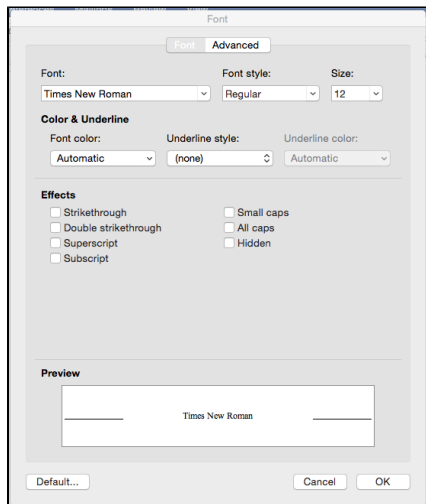 Font
Font Advanced
Font: Font style: Size:
Times New Roman Regular 12
Color & Underline
Font color: Underline style: Underline color:
Automatic (none) Automatic
Effects
Strikethrough Small caps
Double strikethrough All caps
Superscript Hidden
Subscript
Preview
Times New Roman
Default... Cancel OK